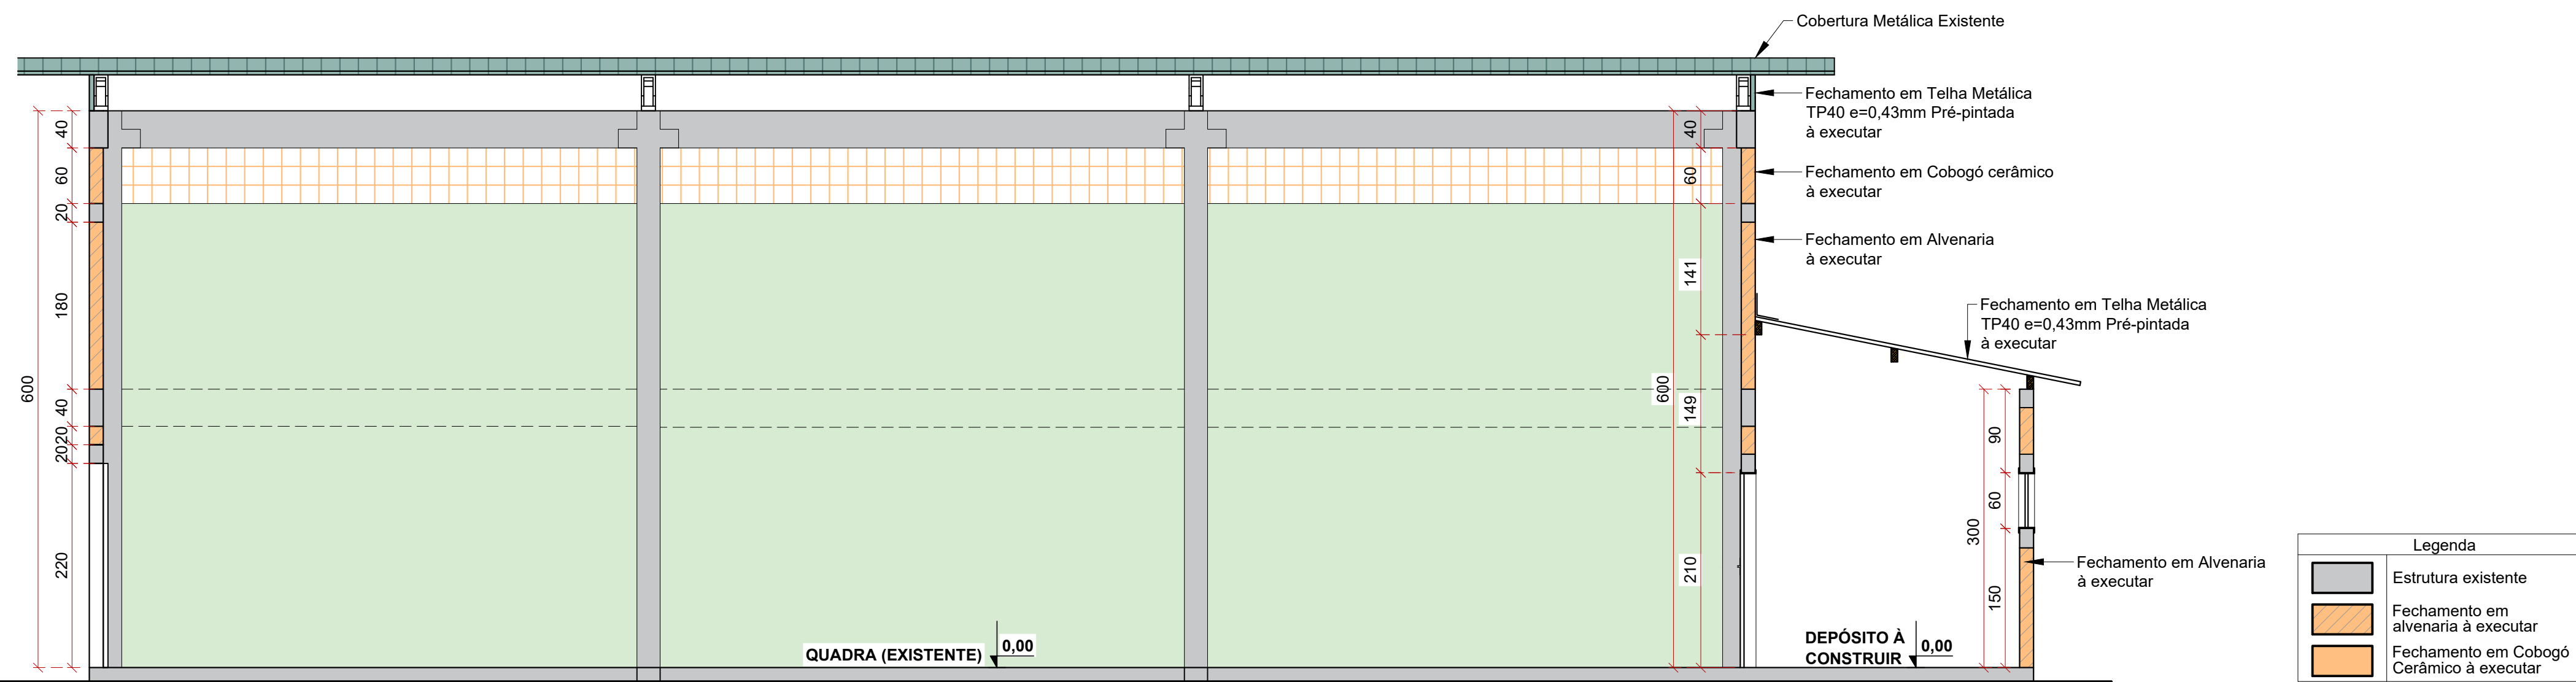 Cobertura Metálica Existente
Fechamento em Telha Metálica
TP40 e=0,43mm Pré-pintada
à executar
Fechamento em Cobogó cerâmico
à executar
Fechamento em Alvenaria
à executar
Fechamento em Telha Metálica
TP40 e=0,43mm Pré-pintada
à executar
600
40
60
20
180
40
20
20
220
600
40
60
141
149
210
300
90
60
150
Fechamento em Alvenaria
à executar
QUADRA (EXISTENTE)
0,00
DEPÓSITO À
CONSTRUIR
0,00
Legenda
Estrutura existente
Fechamento em
alvenaria à executar
Fechamento em Cobogó
Cerâmico à executar